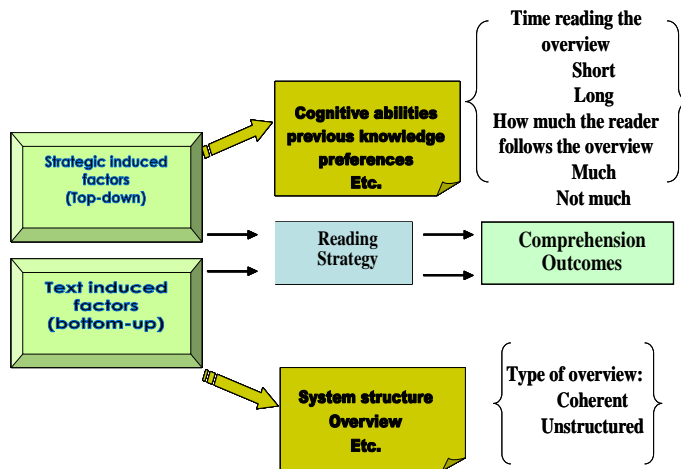 Time reading the
overview
Short
Long
How much the reader
follows the overview
Much
Not much
Cognitive abilities
previous knowledge
preferences
Etc.
Strategic induced
factors
(Top-down)
Reading
Strategy
Comprehension
Outcomes
Text induced
factors
(bottom-up)
System structure
Overview
Etc.
Type of overview:
Coherent
Unstructured